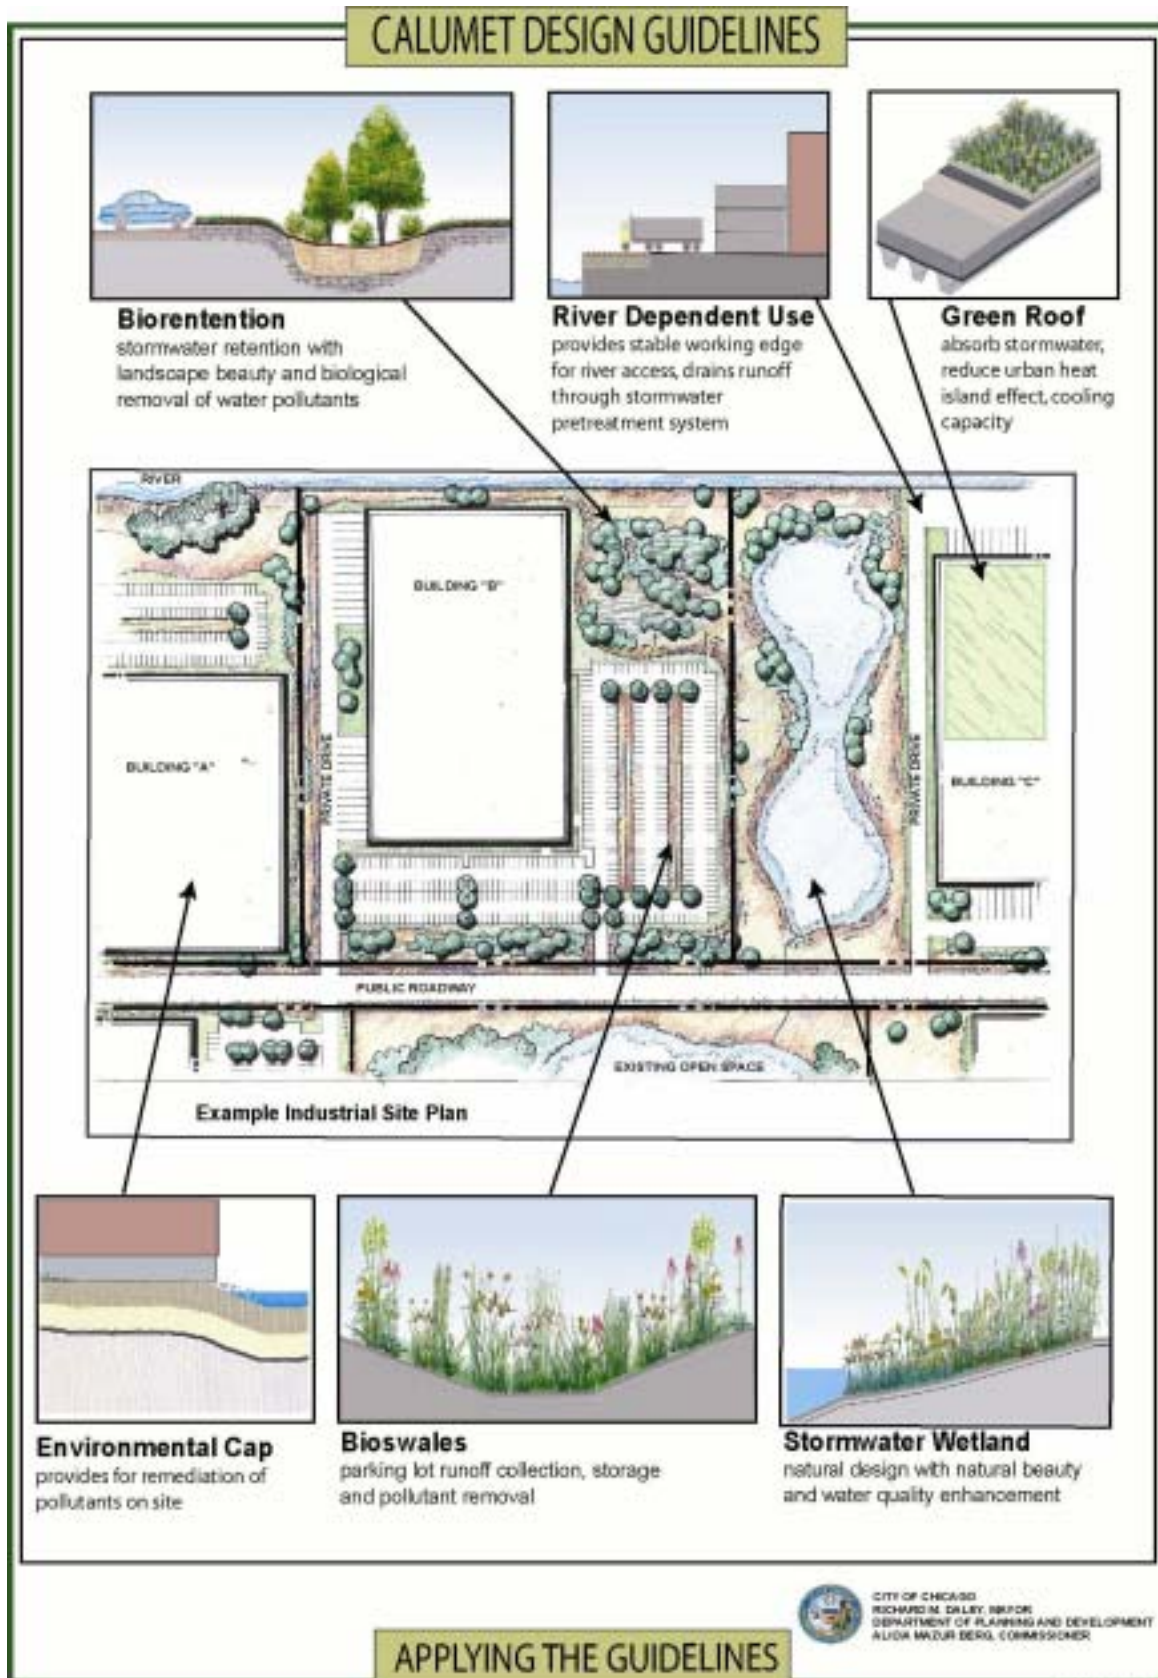 CALUMET DESIGN GUIDELINES
Biorentention
stormwater retention with
landscape beauty and biological
removal of water pollutants
River Dependent Use
provides stable working edge
for river access, drains runoff
through stormwater
pretreatment system
Green Roof
absorb stormwater,
reduce urban heat
island effect, cooling
capacity
RIVER
BUILDING "B"
BUILDING "A"
PRIVATE DRIVE
PRIVATE DRIVE
BUILDING "C"
PUBLIC ROADWAY
EXISTING OPEN SPACE
Example Industrial Site Plan
Environmental Cap
provides for remediation of
pollutants on site
Bioswales
parking lot runoff collection, storage
and pollutant removal
Stormwater Wetland
natural design with natural beauty
and water quality enhancement
CITY OF CHICAGO
RICHARD M. DALEY, MAYOR
DEPARTMENT OF PLANNING AND DEVELOPMENT
ALICIA MAZUR BERG, COMMISSIONER
APPLYING THE GUIDELINES